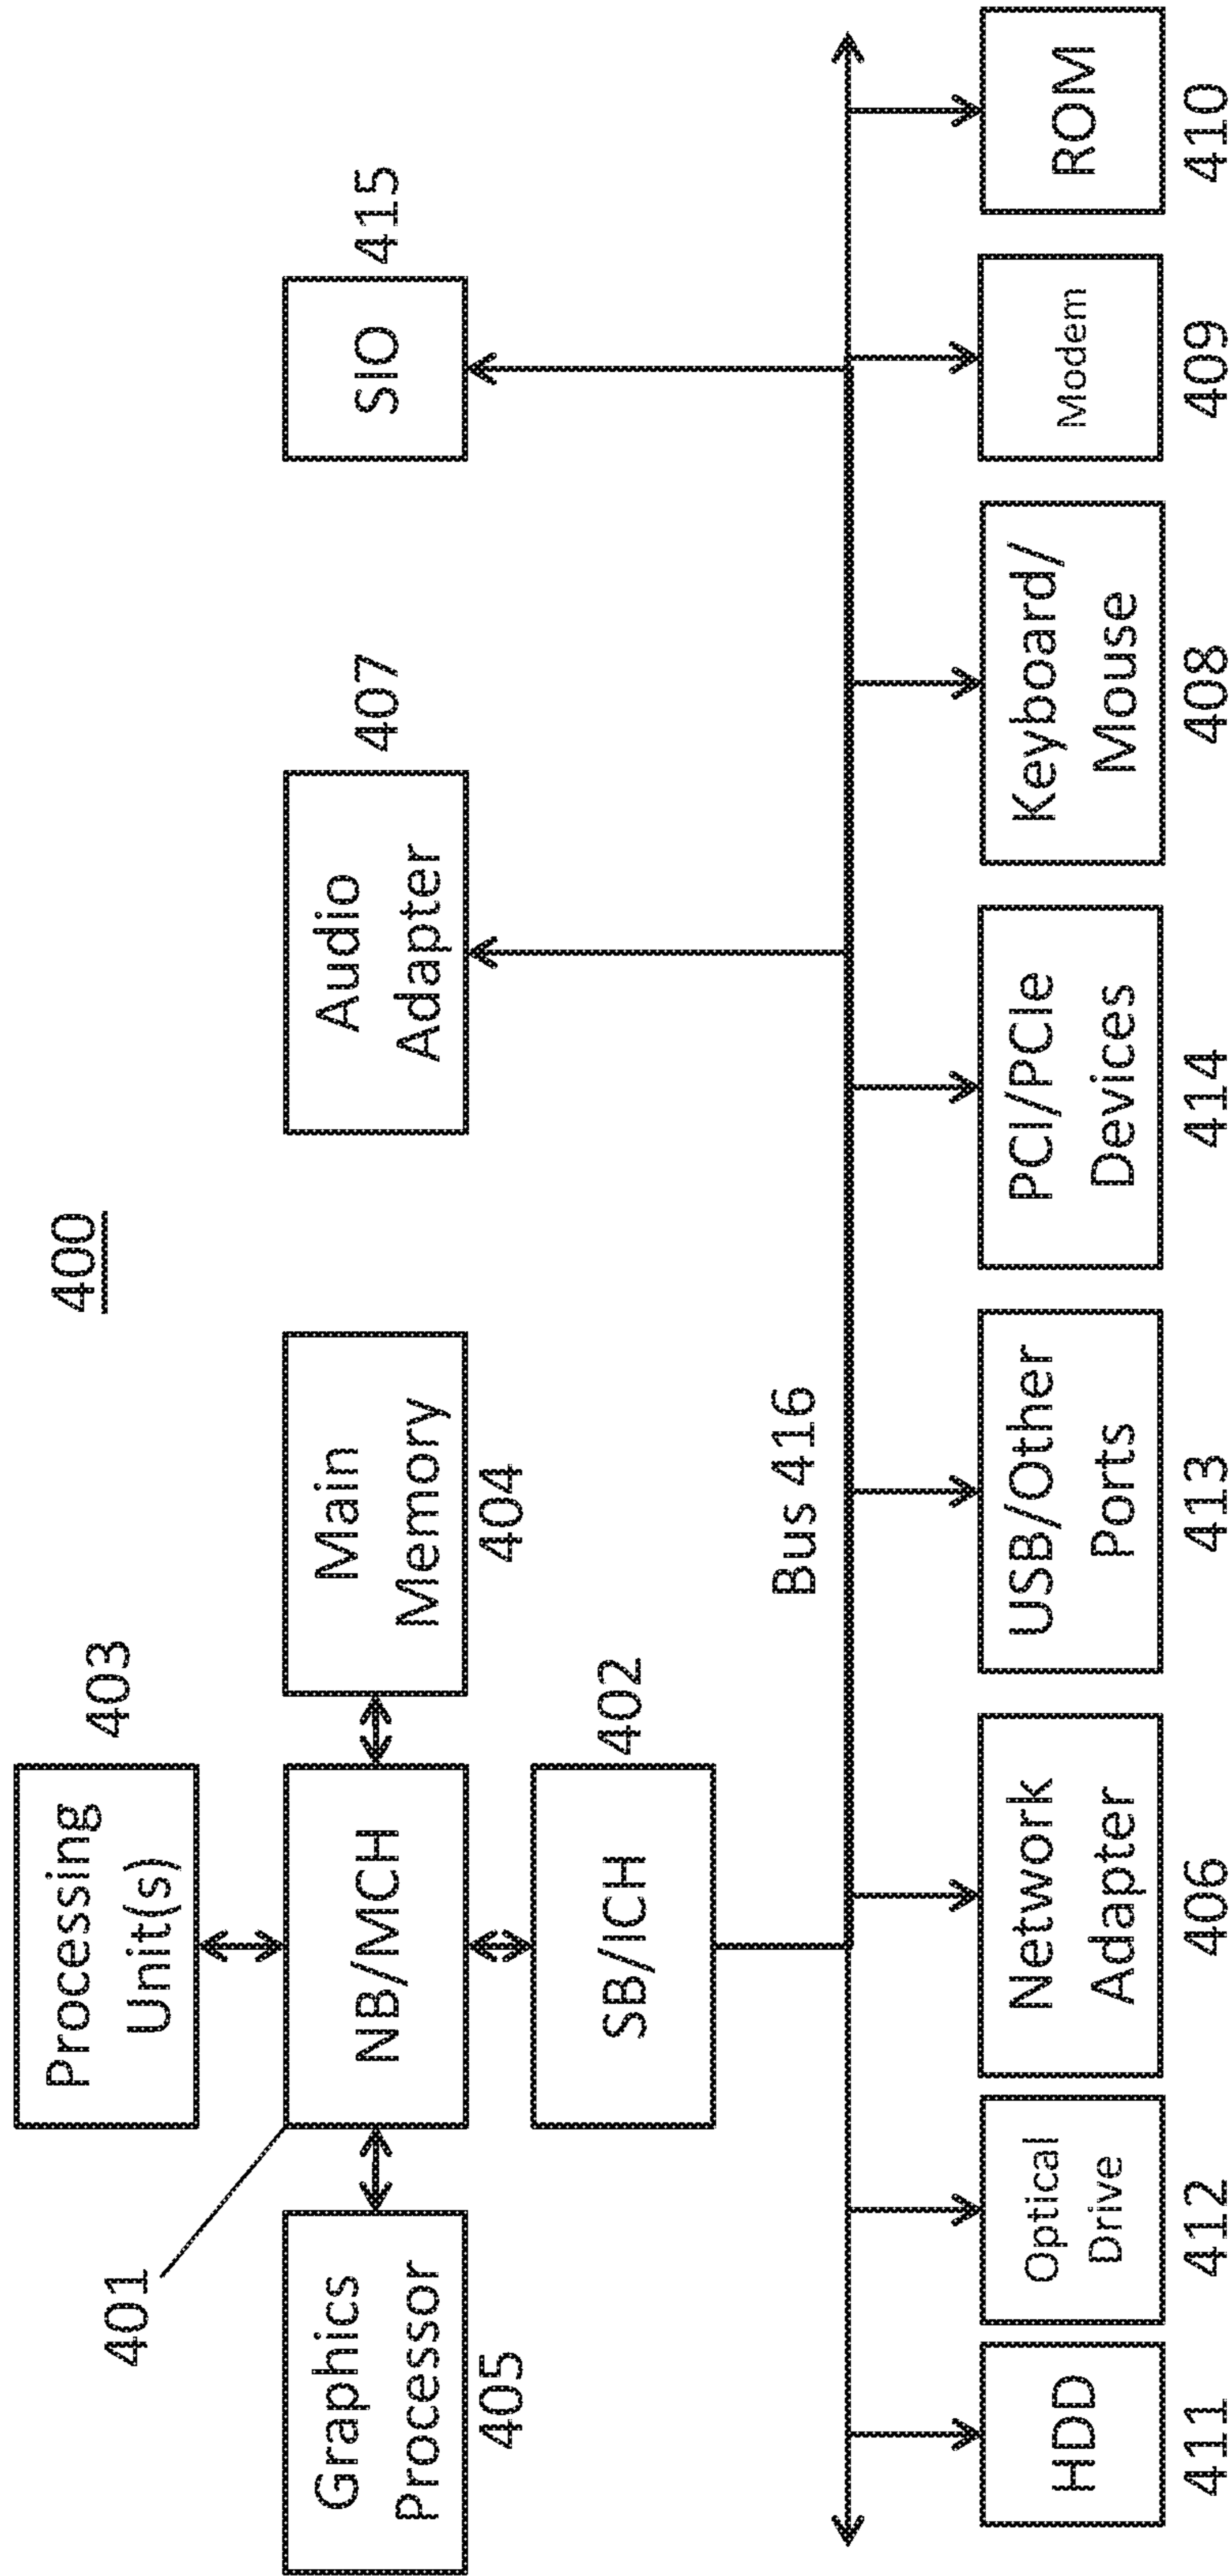 400
Processing
Unit(s)
403
401
Graphics
Processor
405
NB/MCH
Main
Memory
404
Audio
Adapter
407
SIO
415
SB/ICH
402
Bus 416
HDD
411
Optical
Drive
412
Network
Adapter
406
USB/Other
Ports
413
PCI/PCIe
Devices
414
Keyboard/
Mouse
408
Modem
409
ROM
410